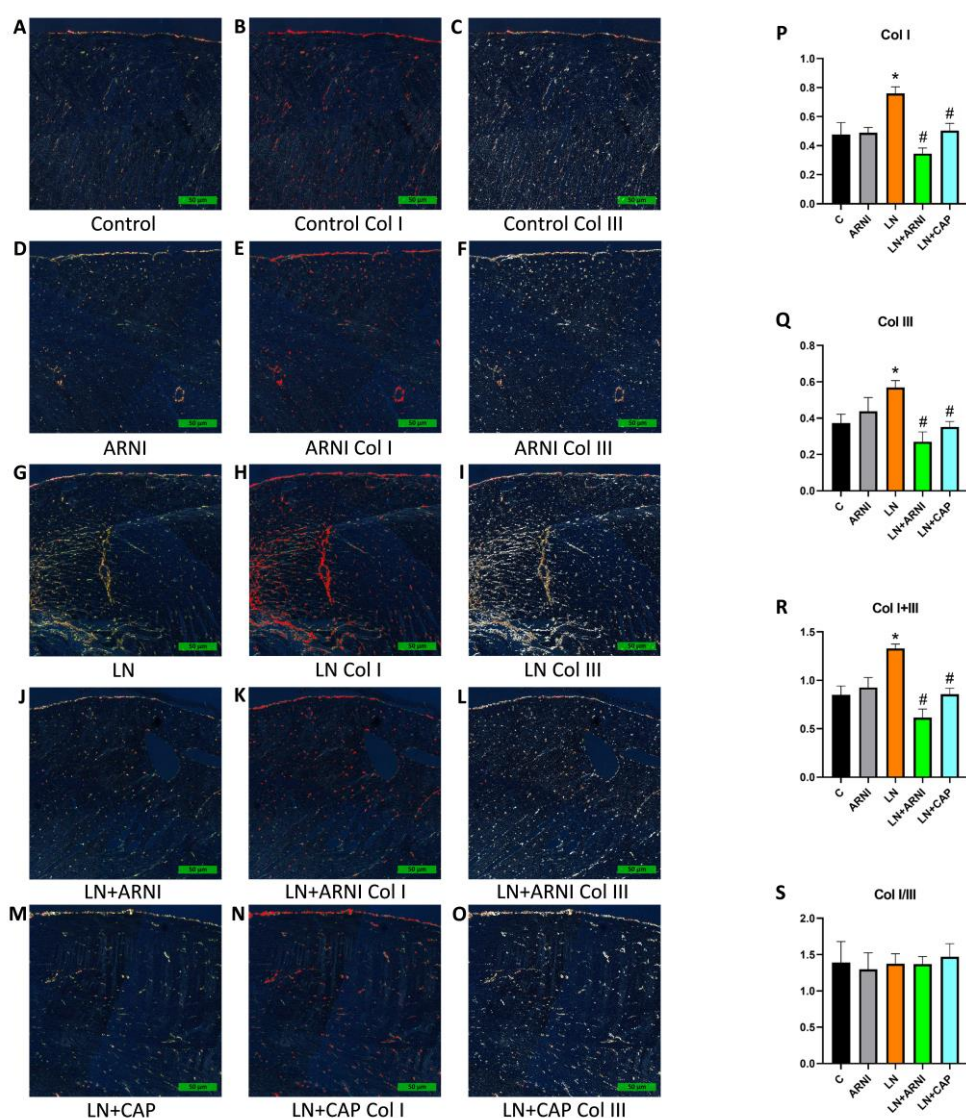 A
50 µm
Control
B
50 µm
Control Col I
C
50 µm
Control Col III
D
50 µm
ARNI
E
50 µm
ARNI Col I
F
50 µm
ARNI Col III
G
50 µm
LN
H
50 µm
LN Col I
I
50 µm
LN Col III
J
50 µm
LN+ARNI
K
50 µm
LN+ARNI Col I
L
50 µm
LN+ARNI Col III
M
50 µm
LN+CAP
N
50 µm
LN+CAP Col I
O
50 µm
LN+CAP Col III
P
Col I
1.0
0.8
0.6
0.4
0.2
0.0
*
#
#
C
ARNI
LN
LN+ARNI
LN+CAP
Q
Col III
0.8
0.6
0.4
0.2
0.0
*
#
#
C
ARNI
LN
LN+ARNI
LN+CAP
R
Col I+III
1.5
1.0
0.5
0.0
*
#
#
C
ARNI
LN
LN+ARNI
LN+CAP
S
Col I/III
2.0
1.5
1.0
0.5
0.0
C
ARNI
LN
LN+ARNI
LN+CAP